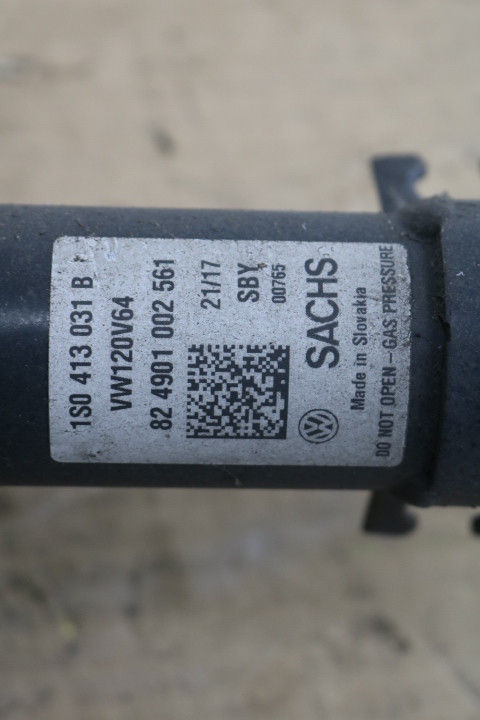 1S0 413 031 B
VW120V64
82 4901 002 561
21/17
SBY
00765
SACHS
Made in Slovakia
DO NOT OPEN-GAS PRESSURE